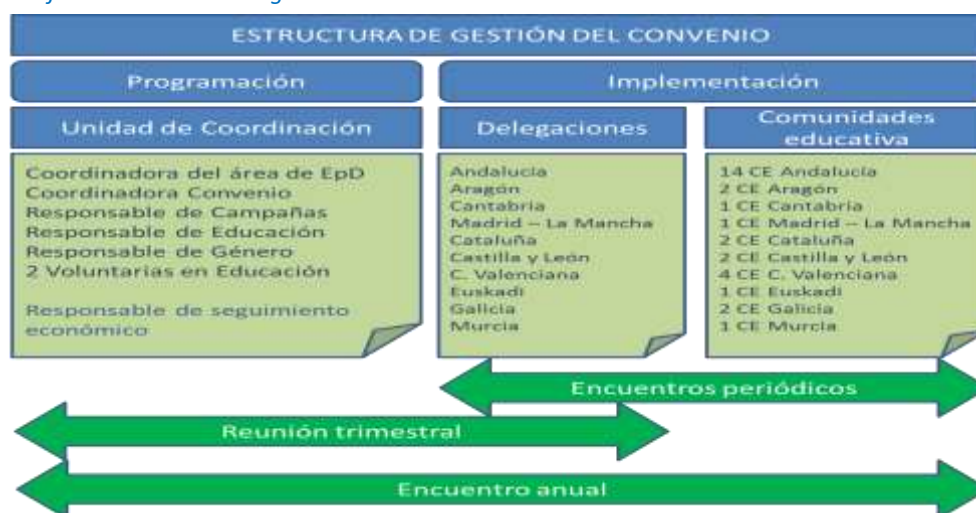 ESTRUCTURA DE GESTIÓN DEL CONVENIO
Programación
Implementación
Unidad de Coordinación
Delegaciones
Comunidades
educativa
Coordinadora del área de EpD
Coordinadora Convenio
Responsable de Campañas
Responsable de Educación
Responsable de Género
2 Voluntarias en Educación
Responsable de seguimiento
económico
Andalucía
Aragón
Cantabria
Madrid – La Mancha
Cataluña
Castilla y León
C. Valenciana
Euskadi
Galicia
Murcia
14 CE Andalucía
2 CE Aragón
1 CE Cantabria
1 CE Madrid – La Mancha
2 CE Cataluña
2 CE Castilla y León
4 CE C. Valenciana
1 CE Euskadi
2 CE Galicia
1 CE Murcia
Encuentros periódicos
Reunión trimestral
Encuentro anual